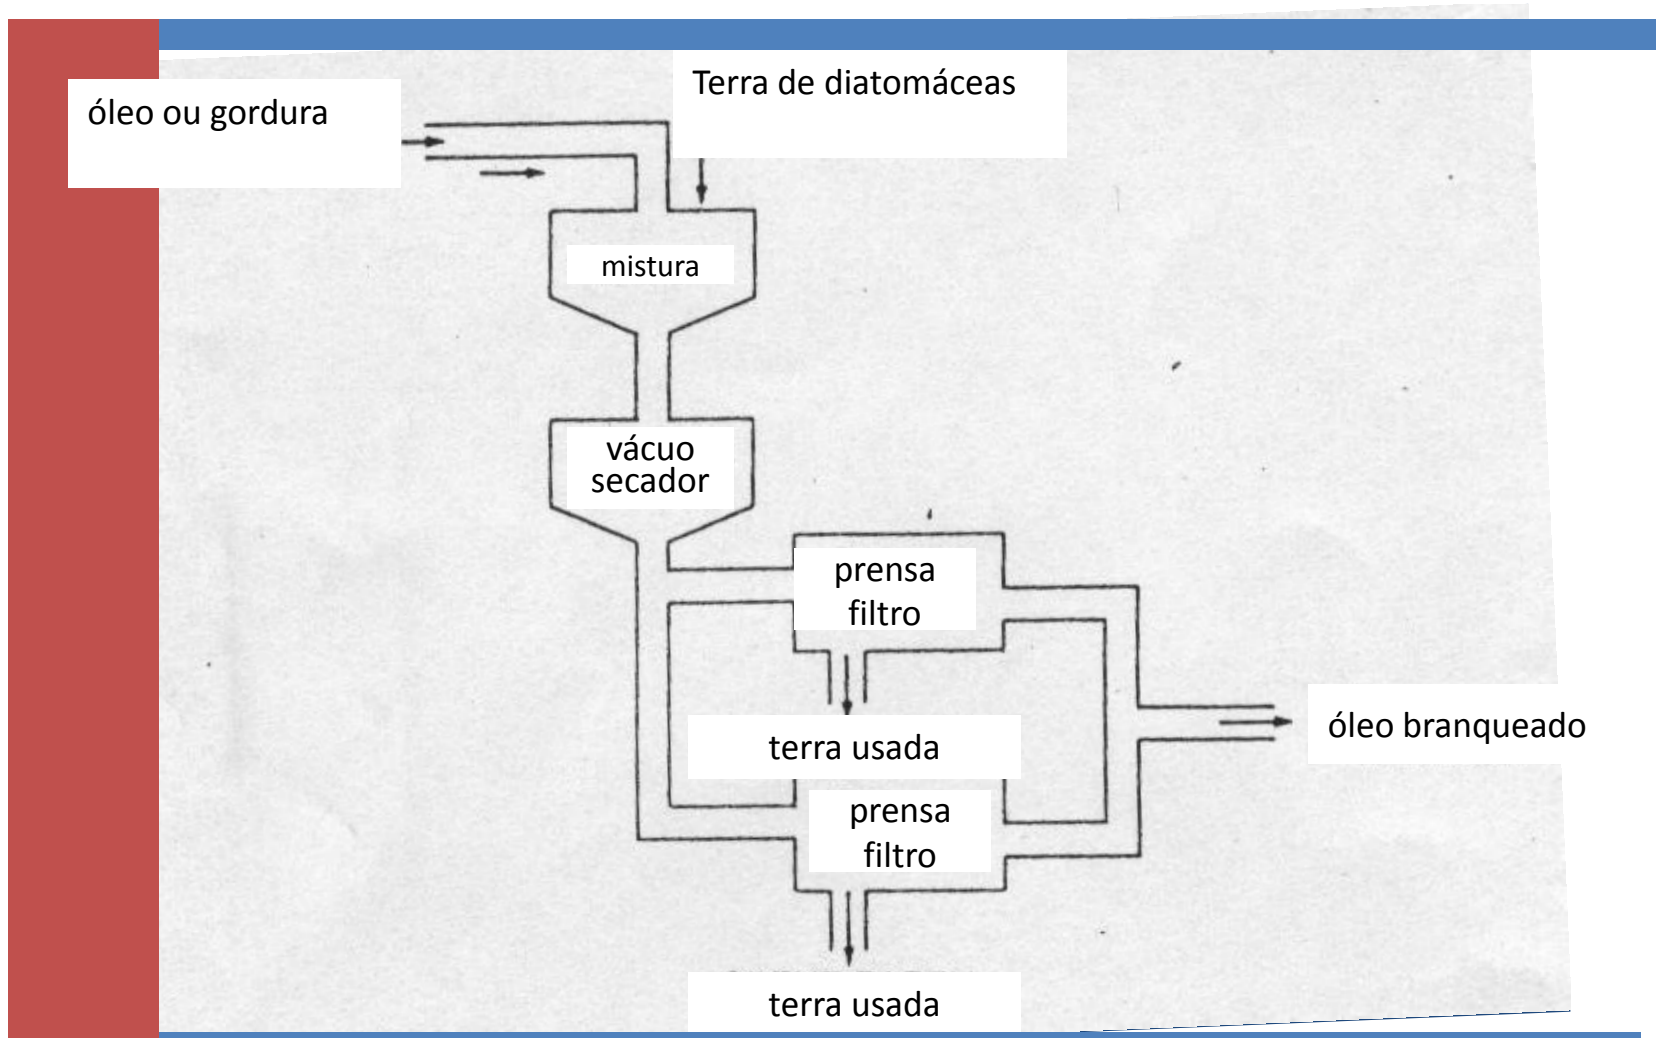 óleo ou gordura
Terra de diatomáceas
mistura
vácuo
secador
prensa
filtro
terra usada
óleo branqueado
prensa
filtro
terra usada